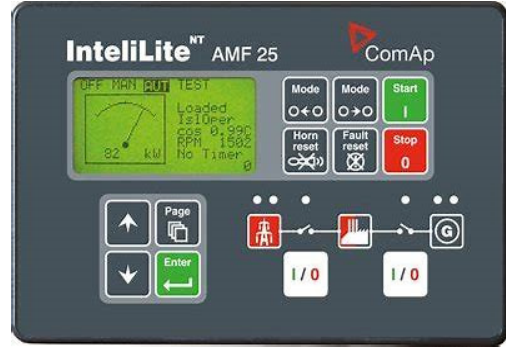 InteliLite NT AMF 25
ComAp
OFF MAN AUT TEST
Loaded
IslOper
cos 0.99C
RPM 1502
No Timer
0
82 kW
Mode
Mode
Start
I
Horn reset
Fault reset
Stop
0
Page
Enter
G
I / 0
I / 0